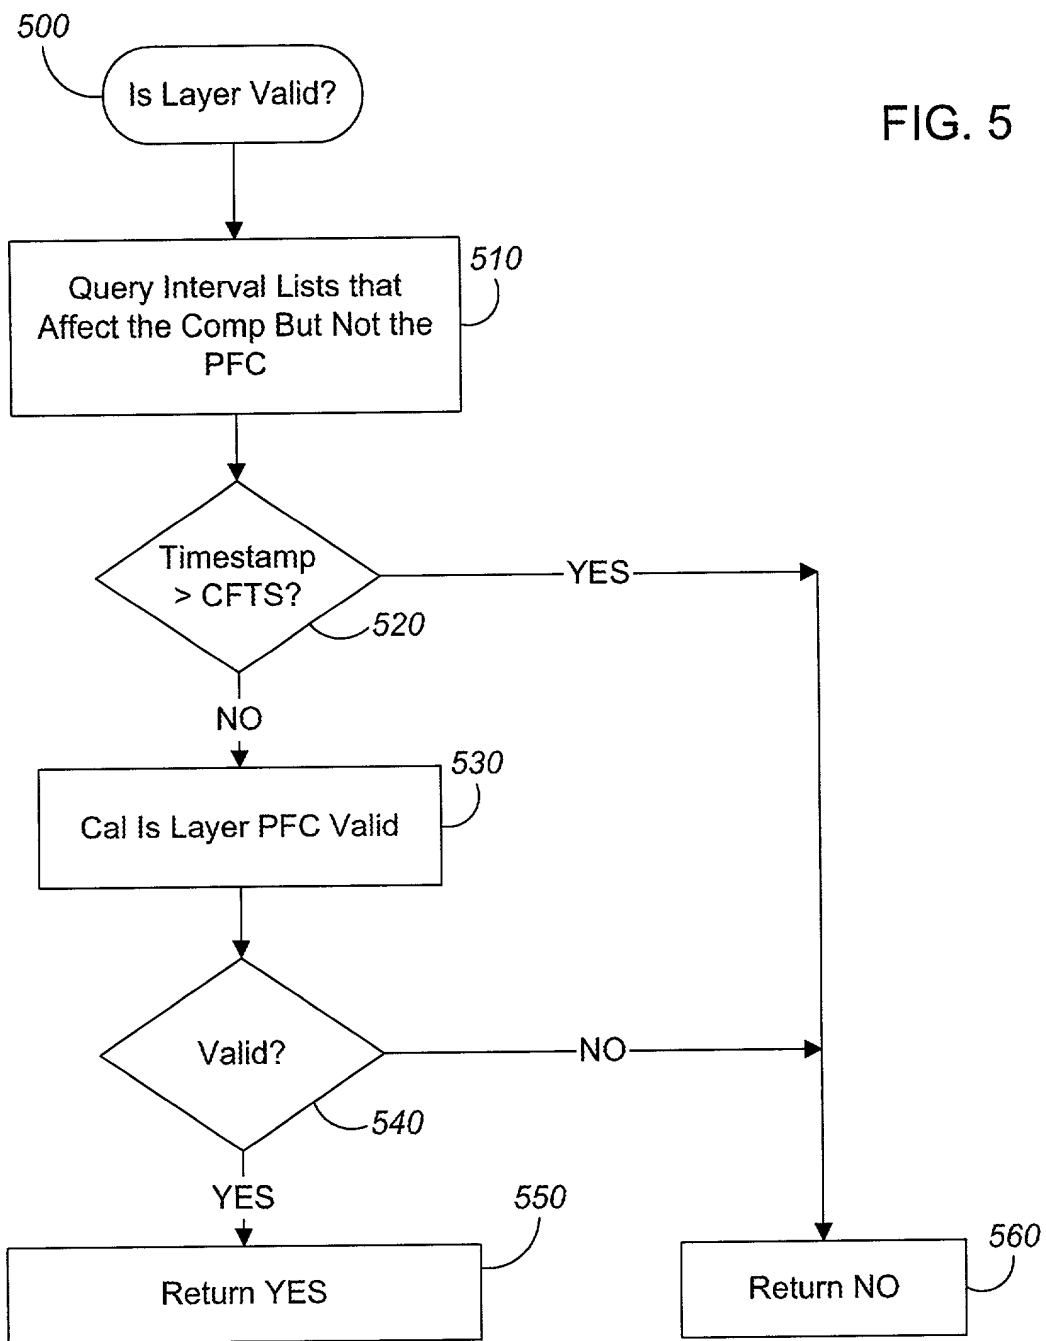 500
Is Layer Valid?
FIG. 5
510
Query Interval Lists that
Affect the Comp But Not the
PFC
Timestamp
> CFTS?
YES
520
NO
530
Cal Is Layer PFC Valid
Valid?
NO
540
YES
550
Return YES
560
Return NO